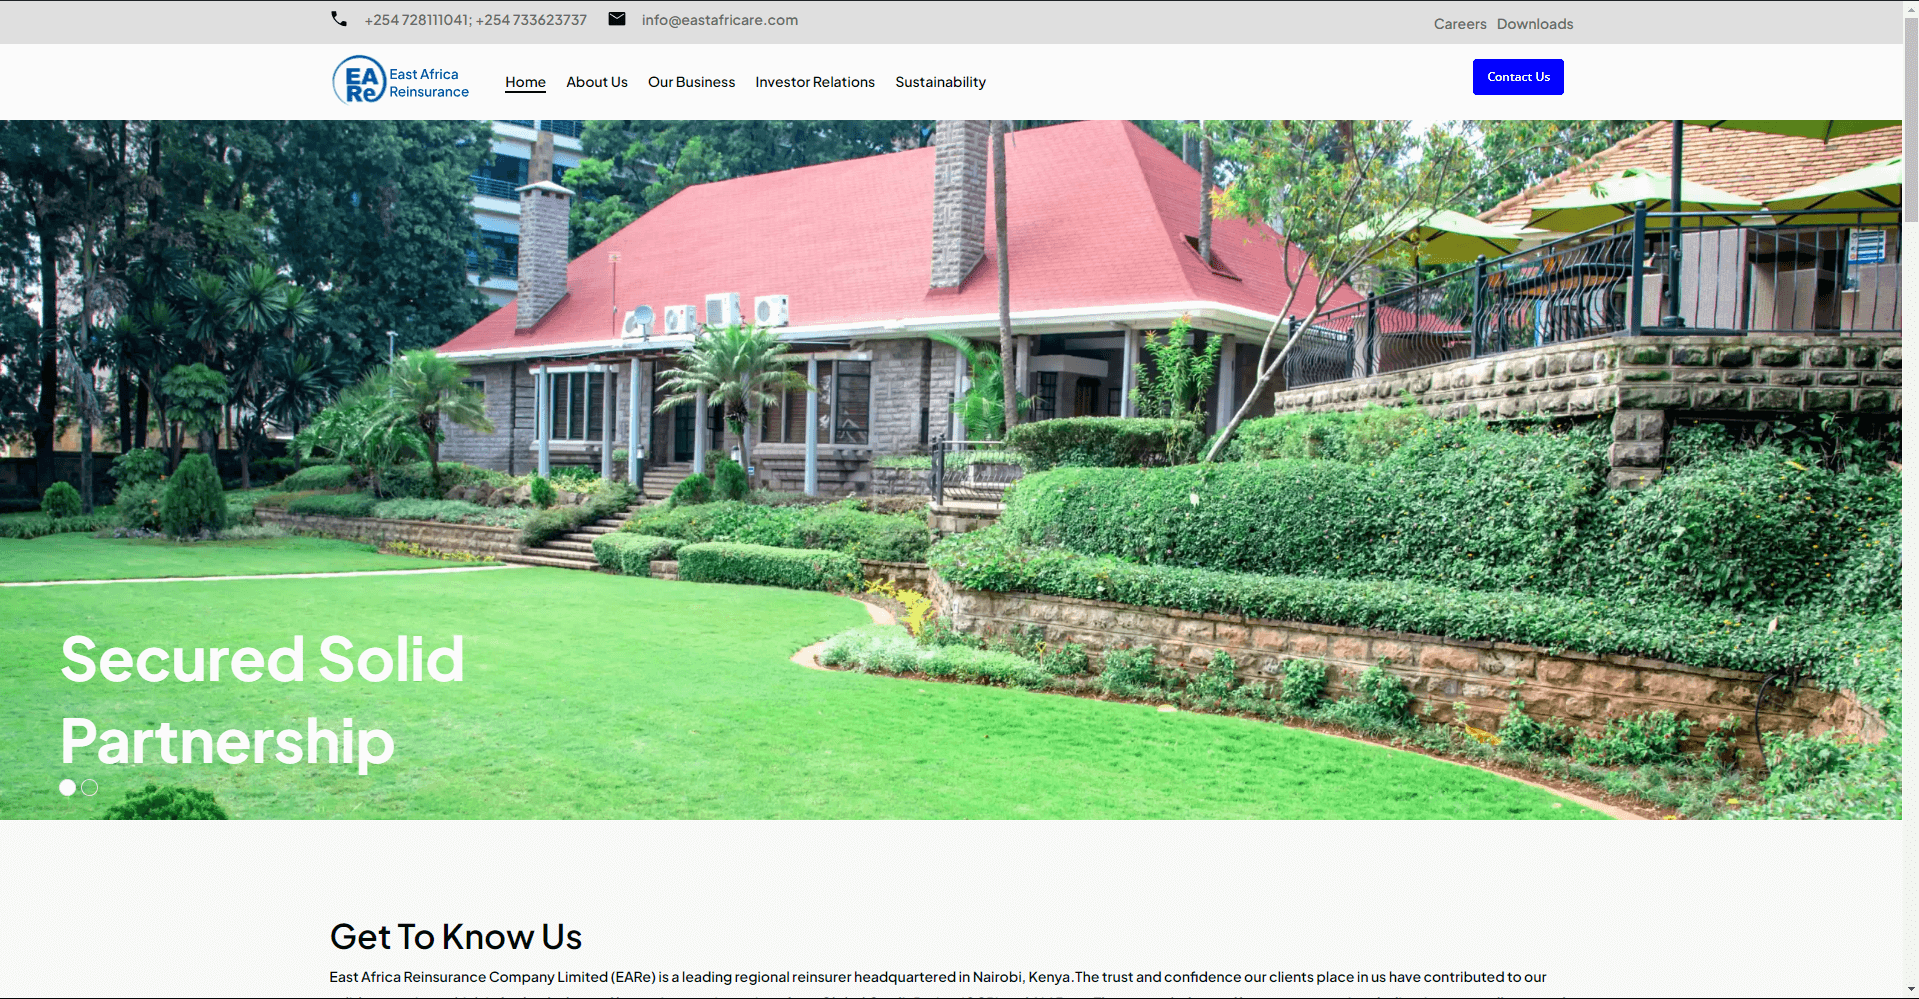 +254 728111041; +254 733623737
info@eastafricare.com
Careers Downloads
EA
Re
East Africa
Reinsurance
Home About Us Our Business Investor Relations Sustainability
Contact Us
Secured Solid
Partnership
Get To Know Us
East Africa Reinsurance Company Limited (EARe) is a leading regional reinsurer headquartered in Nairobi, Kenya.The trust and confidence our clients place in us have contributed to our